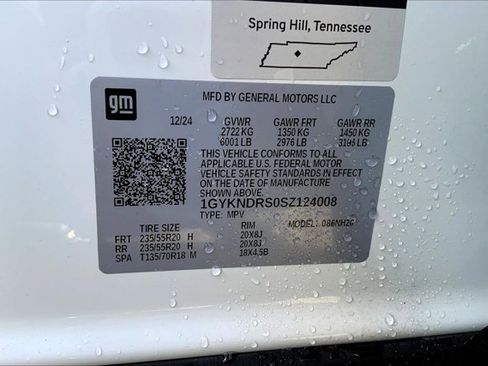 Spring Hill, Tennessee
gm
MFD BY GENERAL MOTORS LLC
12/24 GVWR GAWR FRT GAWR RR
2722 KG 1350 KG 1450 KG
6001 LB 2976 LB 3196 LB
THIS VEHICLE CONFORMS TO ALL
APPLICABLE U.S. FEDERAL MOTOR
VEHICLE SAFETY STANDARDS IN
EFFECT ON THE DATE OF MANUFACTURE
SHOWN ABOVE.
1GYKNDRS0SZ124008
TYPE: MPV MODEL: 086NH26
TIRE SIZE RIM
FRT 235/55R20 H 20X8J
RR 235/55R20 H 20X8J
SPA T135/70R18 M 18X4.5B